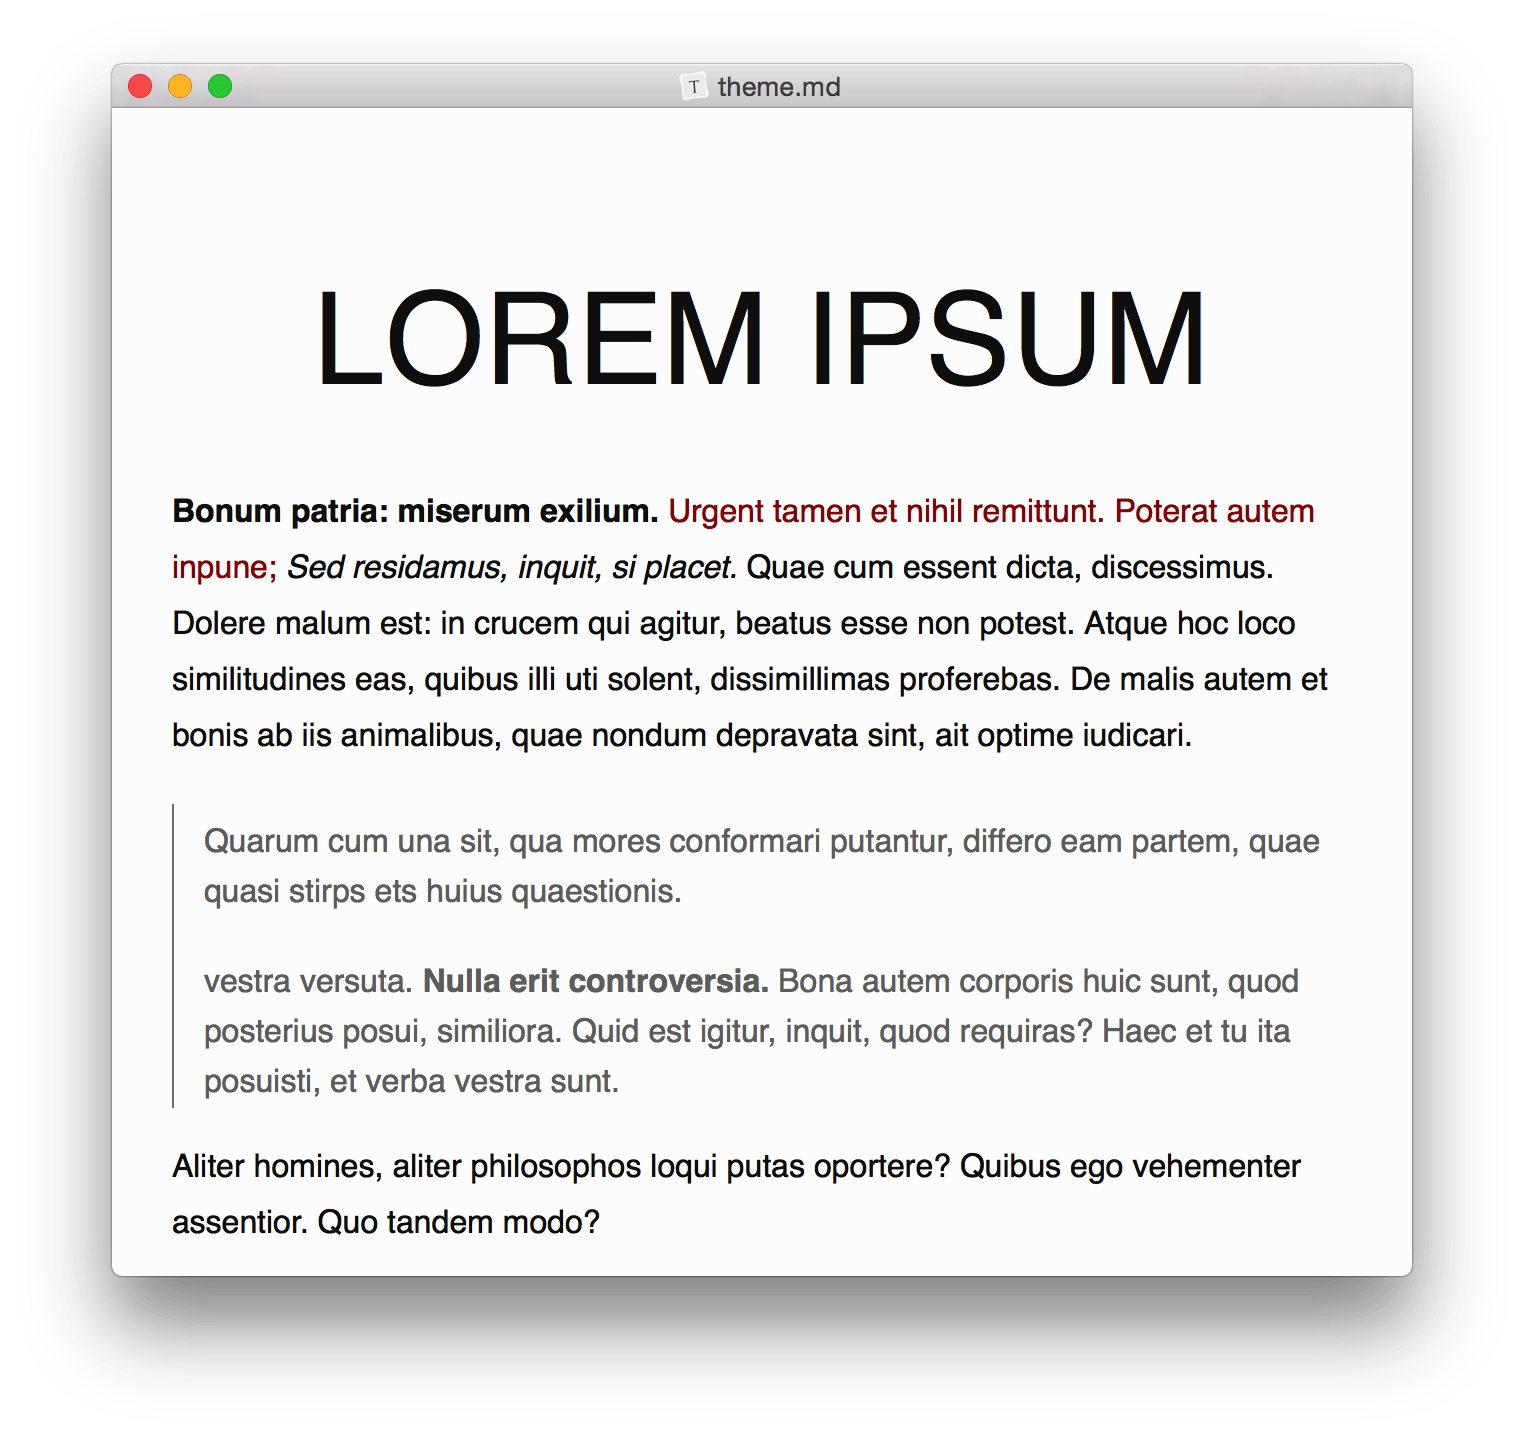 T theme.md
LOREM IPSUM
Bonum patria: miserum exilium. Urgent tamen et nihil remittunt. Poterat autem
inpune; Sed residamus, inquit, si placet. Quae cum essent dicta, discessimus.
Dolere malum est: in crucem qui agitur, beatus esse non potest. Atque hoc loco
similitudines eas, quibus illi uti solent, dissimillimas proferebas. De malis autem et
bonis ab iis animalibus, quae nondum depravata sint, ait optime iudicari.
Quarum cum una sit, qua mores conformari putantur, differo eam partem, quae
quasi stirps ets huius quaestionis.
vestra versuta. Nulla erit controversia. Bona autem corporis huic sunt, quod
posterius posui, similiora. Quid est igitur, inquit, quod requiras? Haec et tu ita
posuisti, et verba vestra sunt.
Aliter homines, aliter philosophos loqui putas oportere? Quibus ego vehementer
assentior. Quo tandem modo?